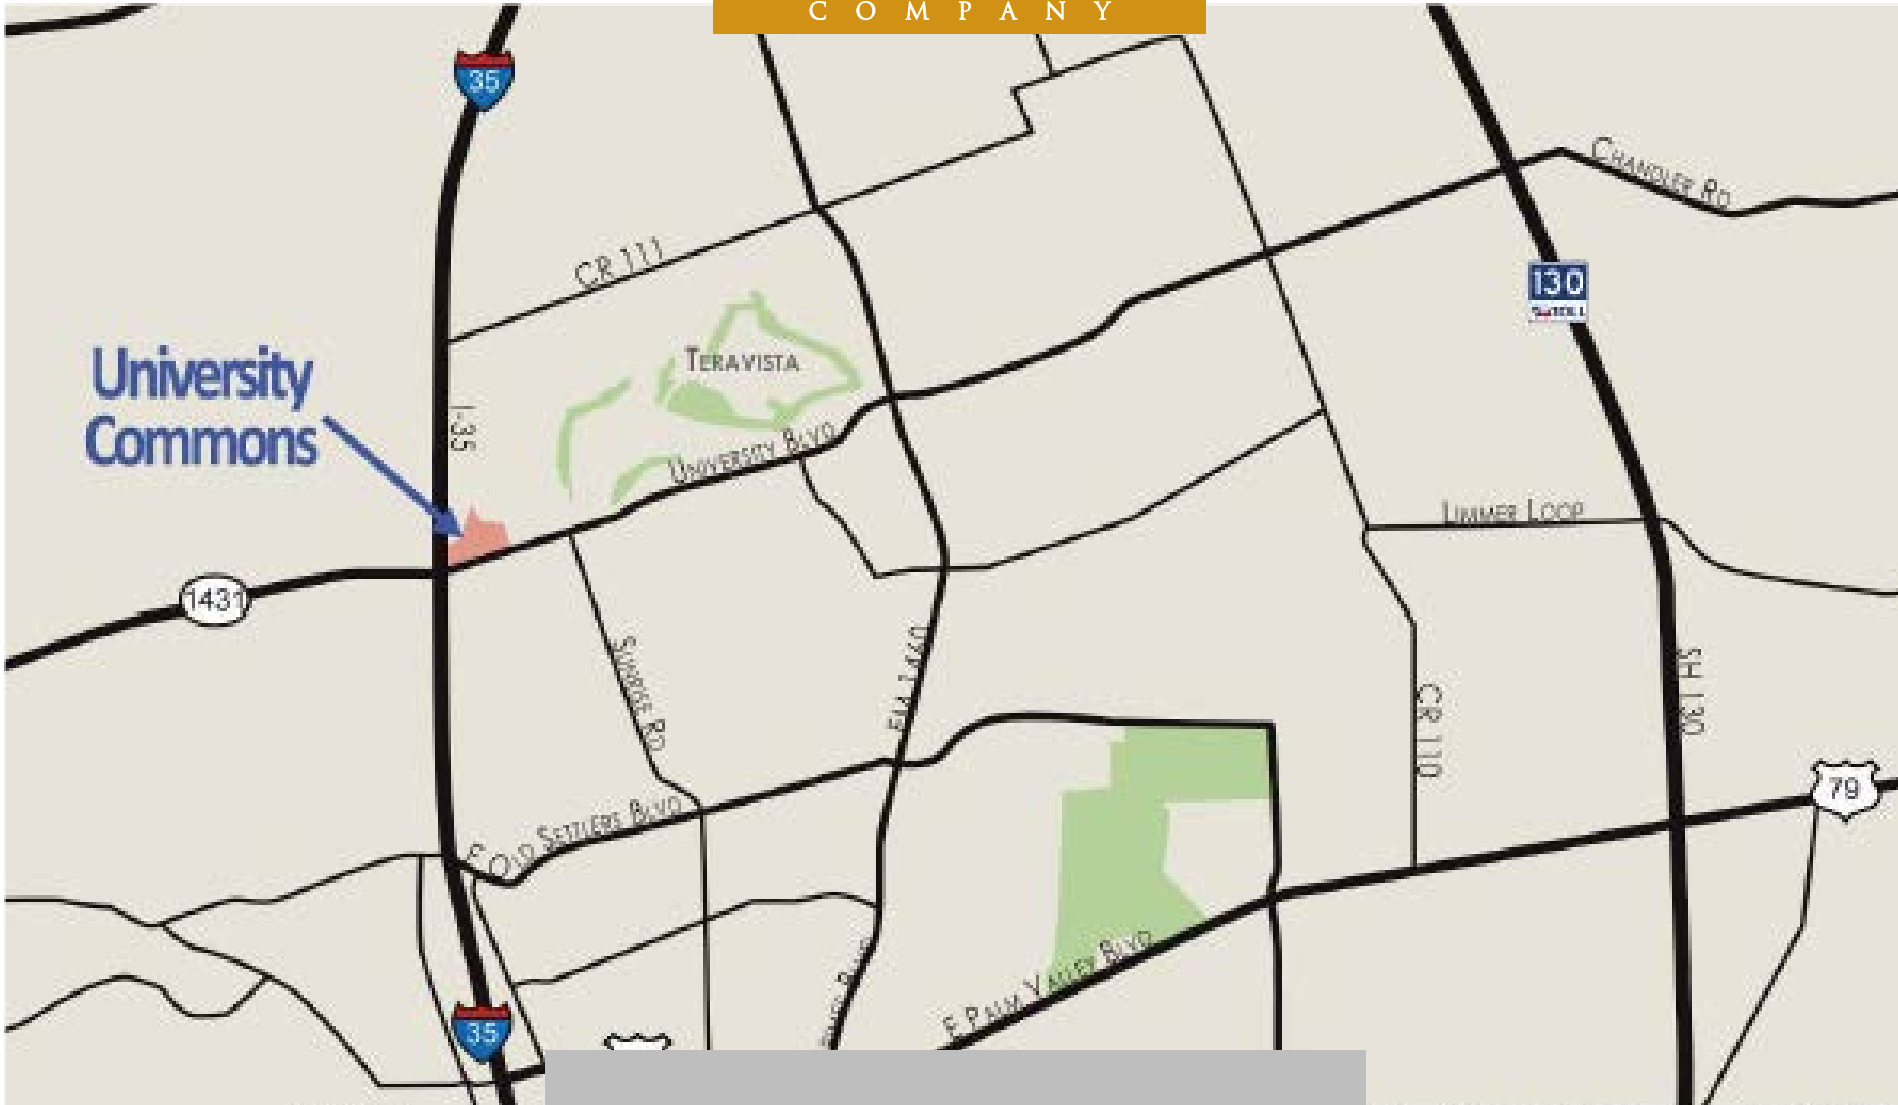 COMPANY
35
CHANDLER RD
CR 111
130
TOLL
University
Commons
TERAVISTA
I-35
UNIVERSITY BLVD
LIMMER LOOP
1431
SUNRISE RD
FM 1460
SH 130
CR 110
79
E OLD SETTLERS BLVD
E PALM VALLEY BLVD
35